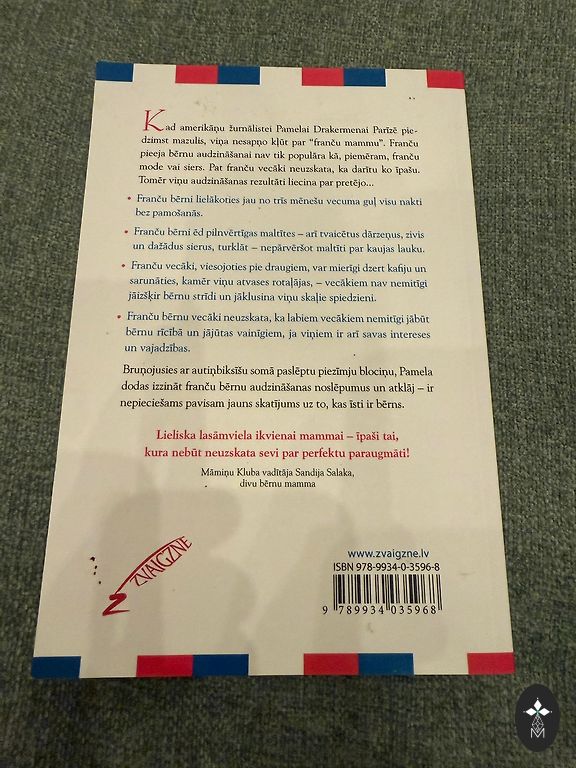 Kad amerikāņu žurnālistei Pamelai Drakermenai Parīzē pie-
dzimst mazulis, viņa nesapņo kļūt par “franču mammu”. Franču
pieeja bērnu audzināšanai nav tik populāra kā, piemēram, franču
mode vai siers. Pat franču vecāki neuzskata, ka darītu ko īpašu.
Tomēr viņu audzināšanas rezultāti liecina par pretējo...
• Franču bērni lielākoties jau no trīs mēnešu vecuma guļ visu nakti
bez pamošanās.
• Franču bērni ēd pilnvērtīgas maltītes – arī tvaicētus dārzeņus, zivis
un dažādus sierus, turklāt – nepārvēršot maltīti par kaujas lauku.
• Franču vecāki, viesojoties pie draugiem, var mierīgi dzert kafiju un
sarunāties, kamēr viņu atvases rotaļājas, – vecākiem nav nemitīgi
jāizšķir bērnu strīdi un jāklusina viņu skaļie spiedzieni.
• Franču bērnu vecāki neuzskata, ka labiem vecākiem nemitīgi jābūt
bērnu rīcībā un jājūtas vainīgiem, ja viņiem ir arī savas intereses
un vajadzības.
Bruņojusies ar autiņbiksīšu somā paslēptu piezīmju blociņu, Pamela
dodas izzināt franču bērnu audzināšanas noslēpumus un atklāj – ir
nepieciešams pavisam jauns skatījums uz to, kas īsti ir bērns.
Lieliska lasāmviela ikvienai mammai – īpaši tai,
kura nebūt neuzskata sevi par perfektu paraugmāti!
Māmiņu Kluba vadītāja Sandija Salaka,
divu bērnu mamma
ZVAIGZNE
www.zvaigzne.lv
ISBN 978-9934-0-3596-8
9 789934 035968
M